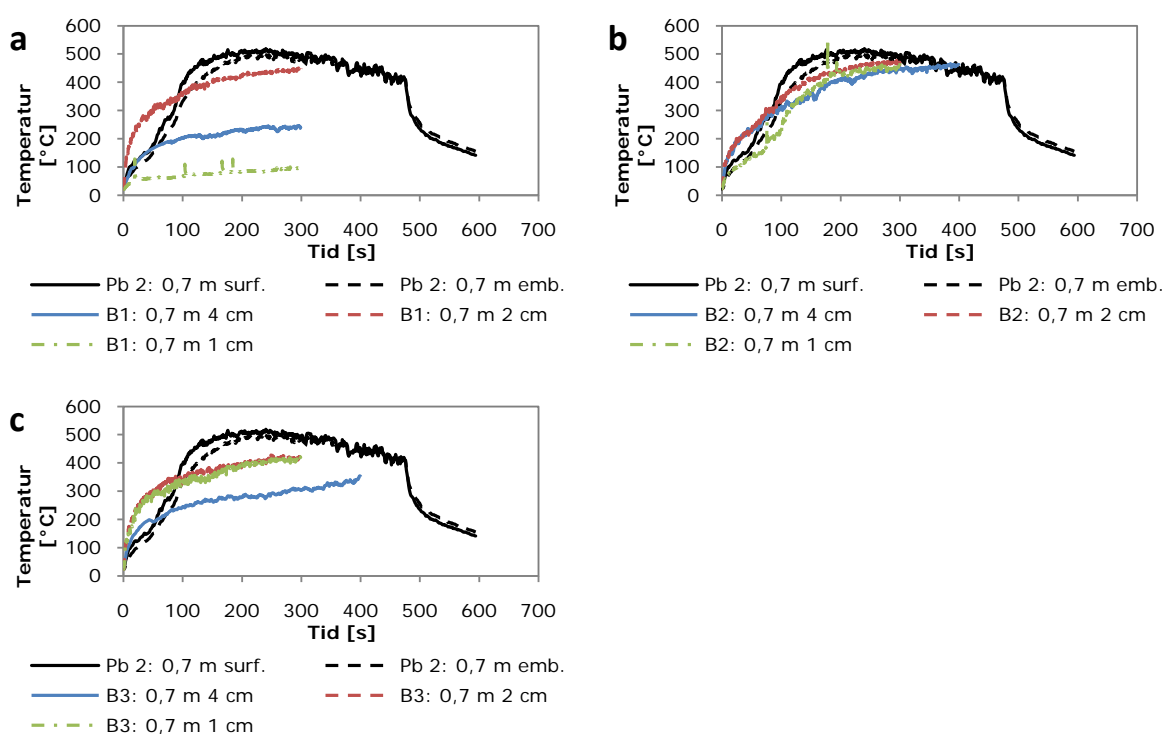 a
600
500
400
300
200
100
0
Temperatur
[°C]
0 100 200 300 400 500 600 700
Tid [s]
Pb 2: 0,7 m surf. Pb 2: 0,7 m emb.
B1: 0,7 m 4 cm B1: 0,7 m 2 cm
B1: 0,7 m 1 cm
b
600
500
400
300
200
100
0
Temperatur
[°C]
0 100 200 300 400 500 600 700
Tid [s]
Pb 2: 0,7 m surf. Pb 2: 0,7 m emb.
B2: 0,7 m 4 cm B2: 0,7 m 2 cm
B2: 0,7 m 1 cm
c
600
500
400
300
200
100
0
Temperatur
[°C]
0 100 200 300 400 500 600 700
Tid [s]
Pb 2: 0,7 m surf. Pb 2: 0,7 m emb.
B3: 0,7 m 4 cm B3: 0,7 m 2 cm
B3: 0,7 m 1 cm